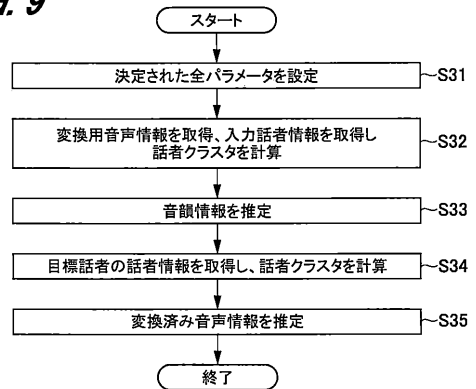 9
スタート
決定された全パラメータを設定
S31
変換用音声情報を取得、入力話者情報を取得し
話者クラスタを計算
S32
音韻情報を推定
S33
目標話者の話者情報を取得し、話者クラスタを計算
S34
変換済み音声情報を推定
S35
終了